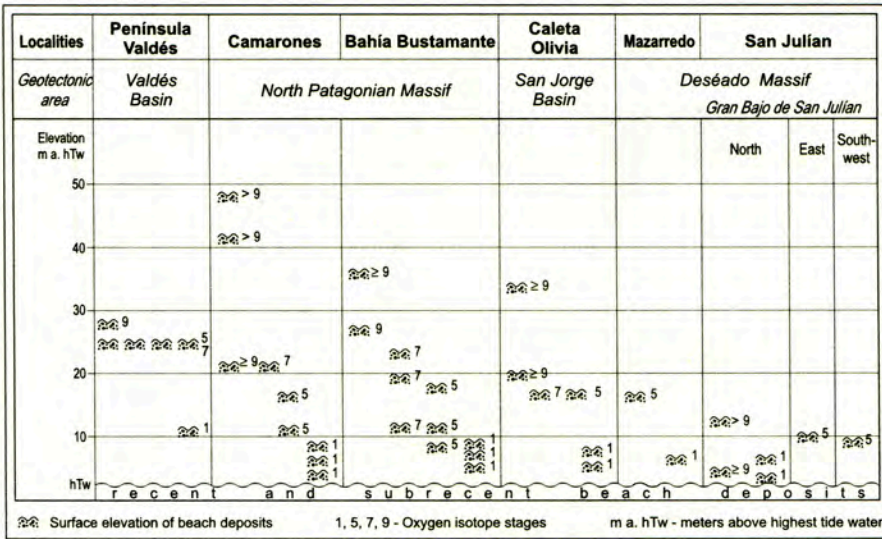 Localities Península Valdés Camarones Bahía Bustamante Caleta Olivia Mazarredo San Julián
Geotectonic area Valdés Basin North Patagonian Massif San Jorge Basin Deséado Massif
Gran Bajo de San Julían
Elevation m a. hTw North East South-west
50
> 9
> 9
40
≥ 9 ≥ 9
30
9 9
5
7 7
≥ 9 7
20
7 ≥ 9
5 5 7 5 5
> 9
10
1 5 7 5 5 5
1 5 1 1
1 1 1 1
1 1 ≥ 9 1
hTw
recent and subrecent beach deposits
Surface elevation of beach deposits 1, 5, 7, 9 - Oxygen isotope stages m a. hTw - meters above highest tide water